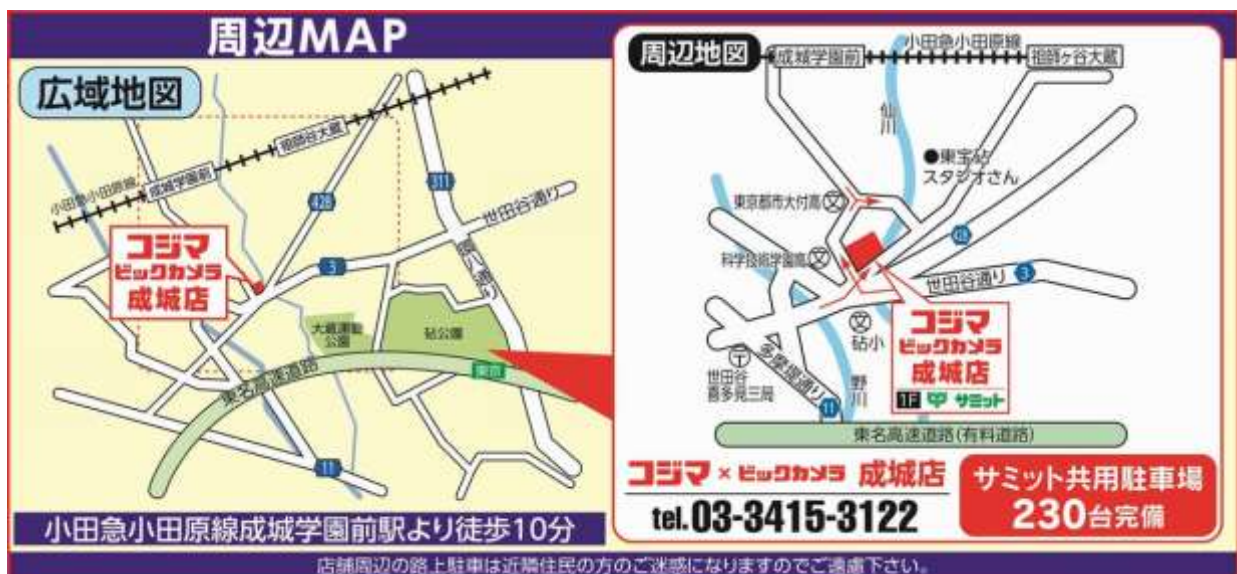 周辺MAP
広域地図
小田急小田原線
成城学園前
祖師谷大蔵
428
311
世田谷通り
3
環八通り
コジマ
ビックカメラ
成城店
大蔵運動
公園
砧公園
東名高速道路
東京
11
小田急小田原線成城学園前駅より徒歩10分
周辺地図
小田急小田原線
成城学園前
祖師ヶ谷大蔵
仙川
●東宝砧
スタジオさん
東京都市大付高
文
科学技術学園高
文
世田谷通り
3
文
砧小
コジマ
ビックカメラ
成城店
1F サミット
世田谷
喜多見三局
多摩堤通り
野川
11
東名高速道路(有料道路)
コジマ×ビックカメラ 成城店
tel.03-3415-3122
サミット共用駐車場
230台完備
店舗周辺の路上駐車は近隣住民の方のご迷惑になりますのでご遠慮下さい。